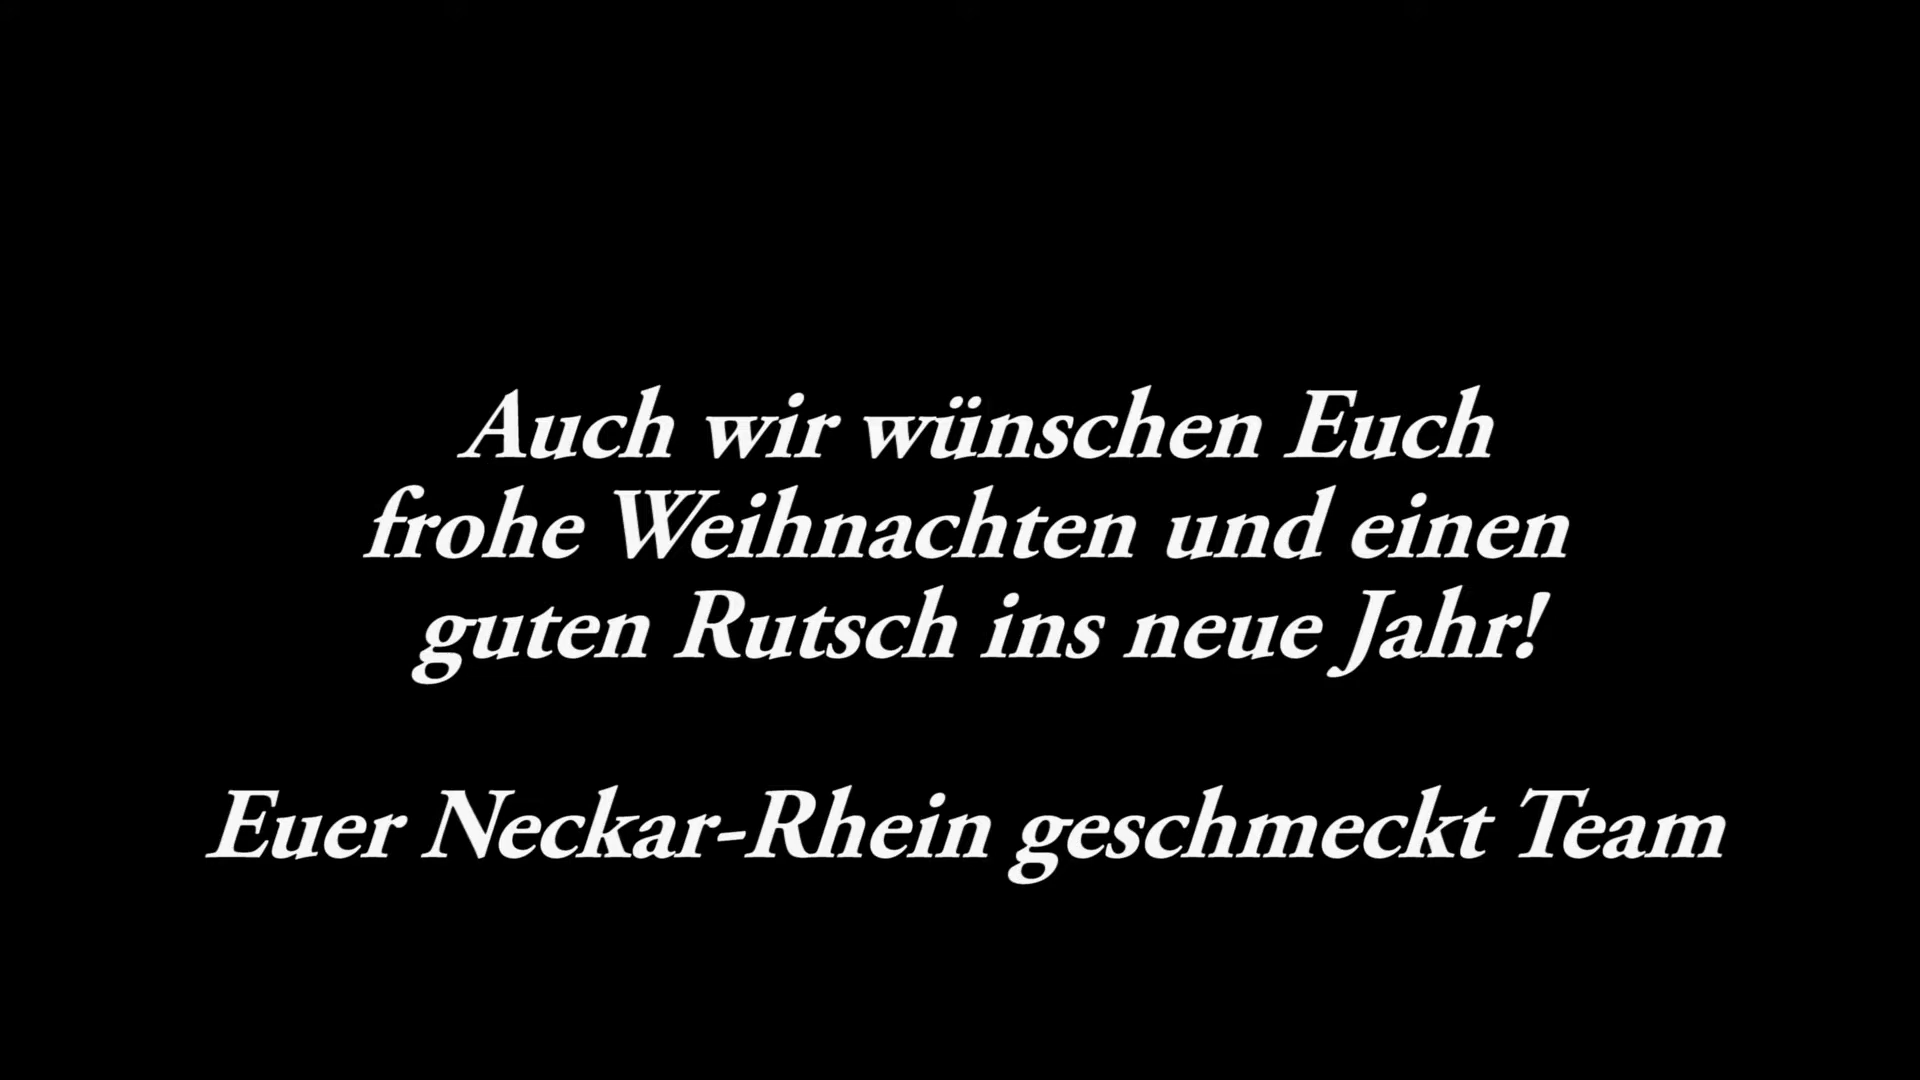 Auch wir wünschen Euch
frohe Weihnachten und einen
guten Rutsch ins neue Jahr!
Euer Neckar-Rhein geschmeckt Team